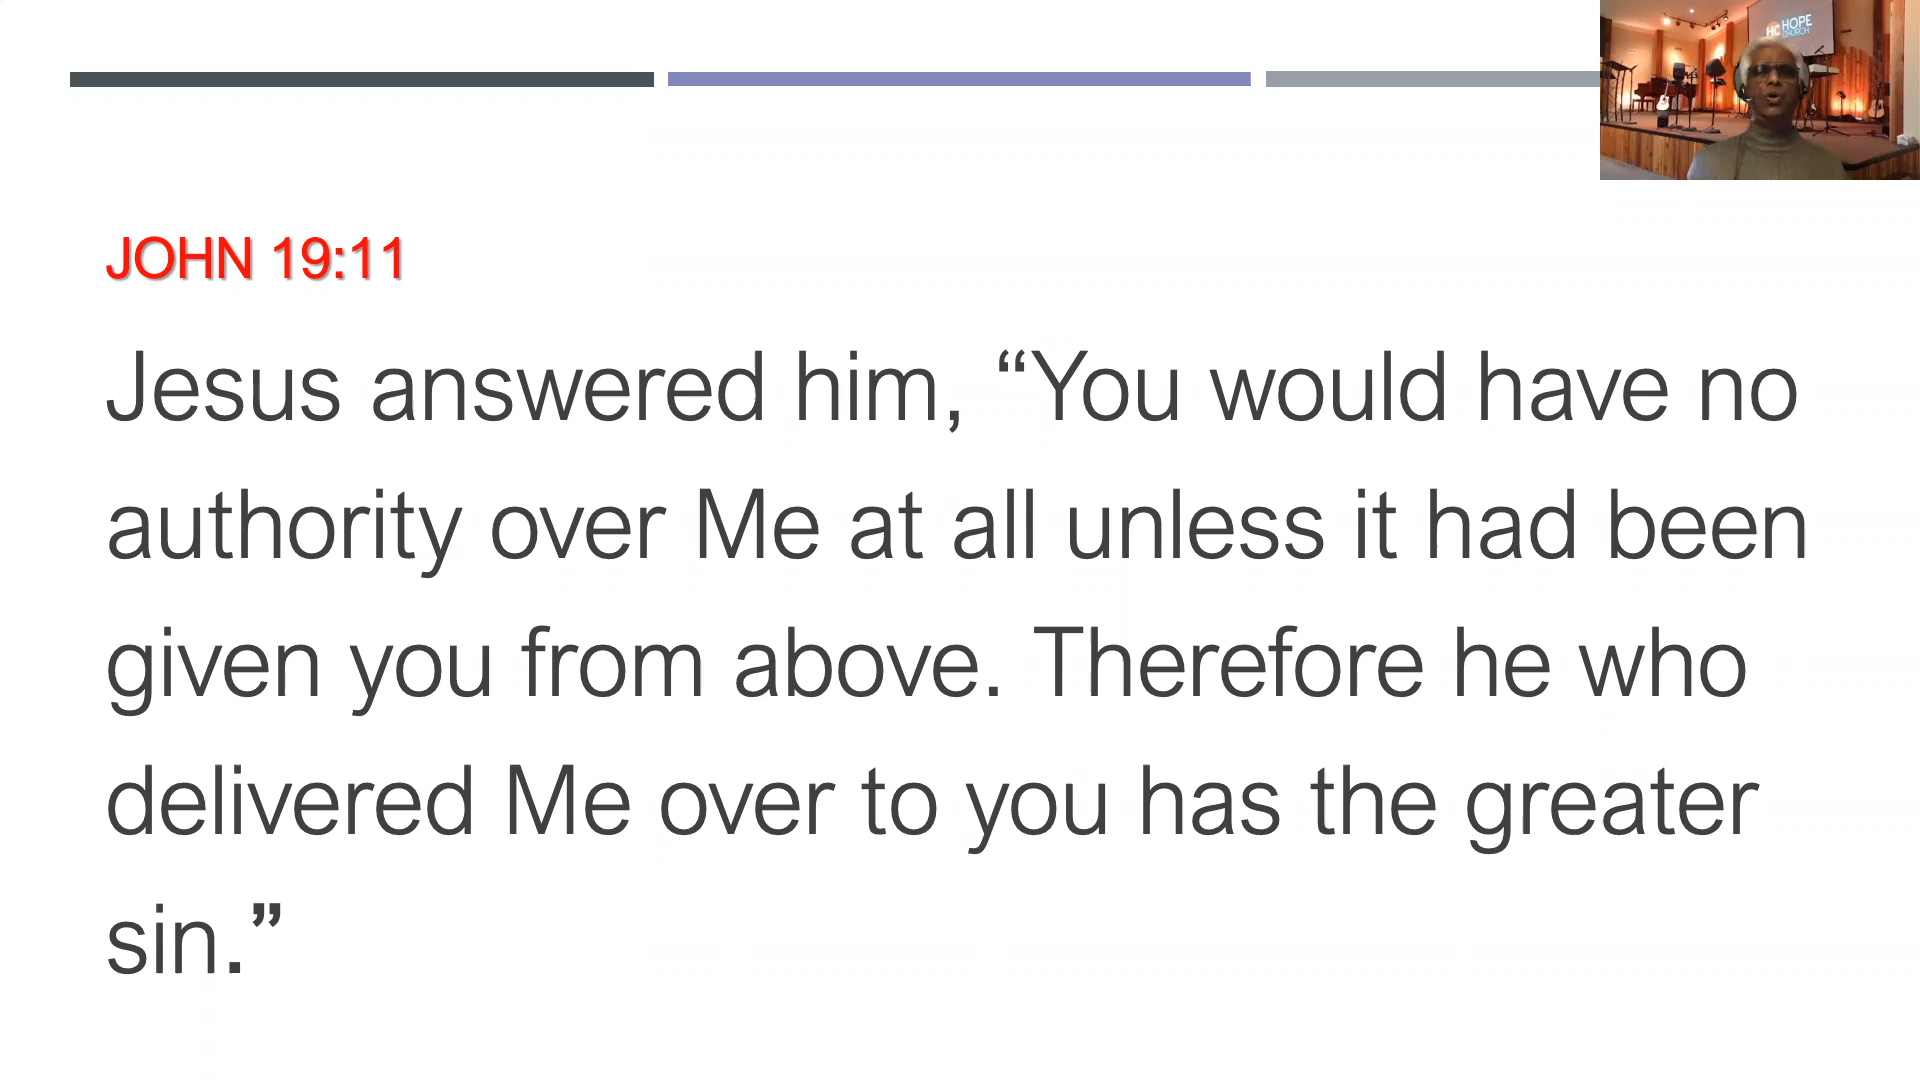 HC HOPE
CHURCH
JOHN 19:11
Jesus answered him, “You would have no
authority over Me at all unless it had been
given you from above. Therefore he who
delivered Me over to you has the greater
sin.”